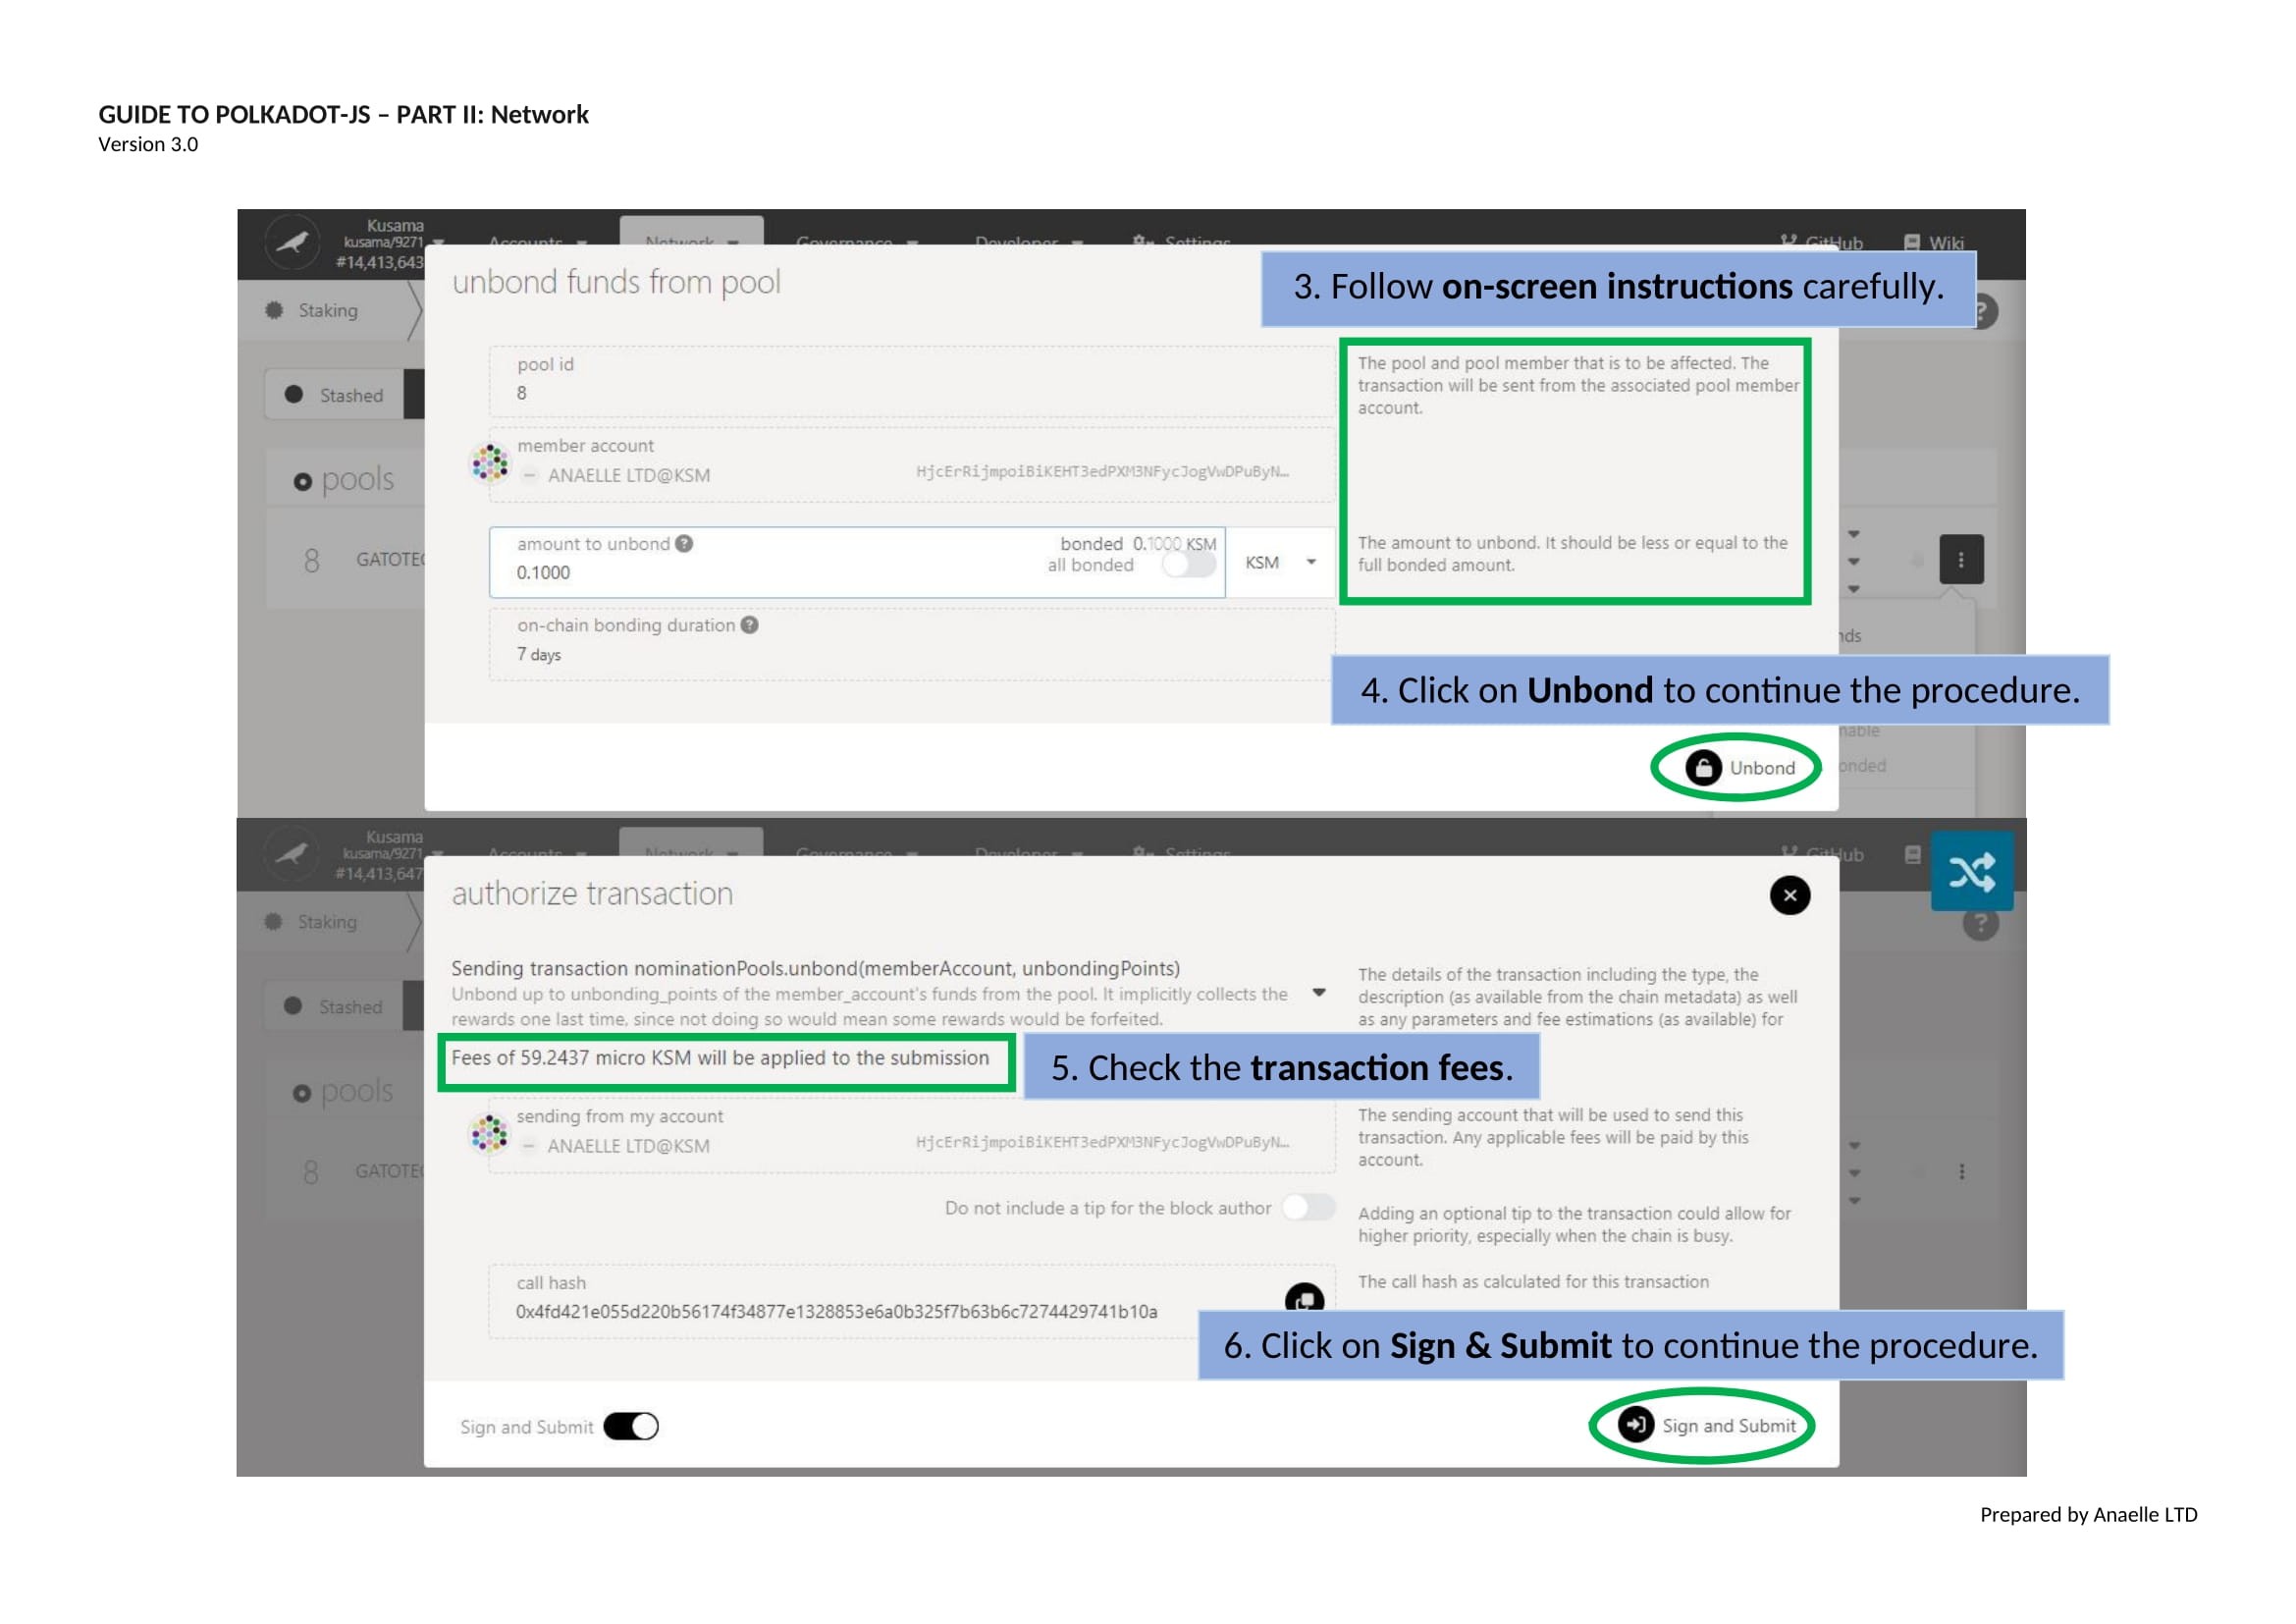 GUIDE TO POLKADOT-JS – PART II: Network
Version 3.0
Kusama
kusama/9271
#14,413,643
Accounts
Network
Governance
Developer
Settings
GitHub
Wiki
unbond funds from pool
3. Follow on-screen instructions carefully.
Staking
?
pool id
8
The pool and pool member that is to be affected. The
transaction will be sent from the associated pool member
account.
Stashed
member account
ANAELLE LTD@KSM
HjcErRijmpoiBiKEHT3edPXM3NFycJogVwDPuByN…
pools
amount to unbond ?
0.1000
bonded 0.1000 KSM
all bonded
KSM
The amount to unbond. It should be less or equal to the
full bonded amount.
8 GATOTE
on-chain bonding duration ?
7 days
nds
4. Click on Unbond to continue the procedure.
nable
onded
Unbond
Kusama
kusama/9271
#14,413,647
Accounts
Network
Governance
Developer
Settings
GitHub
authorize transaction
Staking
?
Sending transaction nominationPools.unbond(memberAccount, unbondingPoints)
Unbond up to unbonding_points of the member_account's funds from the pool. It implicitly collects the
rewards one last time, since not doing so would mean some rewards would be forfeited.
The details of the transaction including the type, the
description (as available from the chain metadata) as well
as any parameters and fee estimations (as available) for
Stashed
Fees of 59.2437 micro KSM will be applied to the submission
5. Check the transaction fees.
pools
sending from my account
ANAELLE LTD@KSM
HjcErRijmpoiBiKEHT3edPXM3NFycJogVwDPuByN…
The sending account that will be used to send this
transaction. Any applicable fees will be paid by this
account.
8 GATOTE
Do not include a tip for the block author
Adding an optional tip to the transaction could allow for
higher priority, especially when the chain is busy.
call hash
0x4fd421e055d220b56174f34877e1328853e6a0b325f7b63b6c7274429741b10a
The call hash as calculated for this transaction
6. Click on Sign & Submit to continue the procedure.
Sign and Submit
Sign and Submit
Prepared by Anaelle LTD